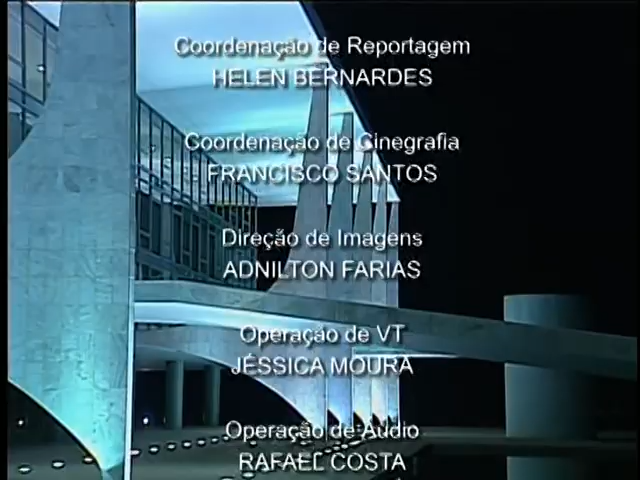 Coordenação de Reportagem
HELEN BERNARDES
Coordenação de Cinegrafia
FRANCISCO SANTOS
Direção de Imagens
ADNILTON FARIAS
Operação de VT
JÉSSICA MOURA
Operação de Áudio
RAFAEL COSTA